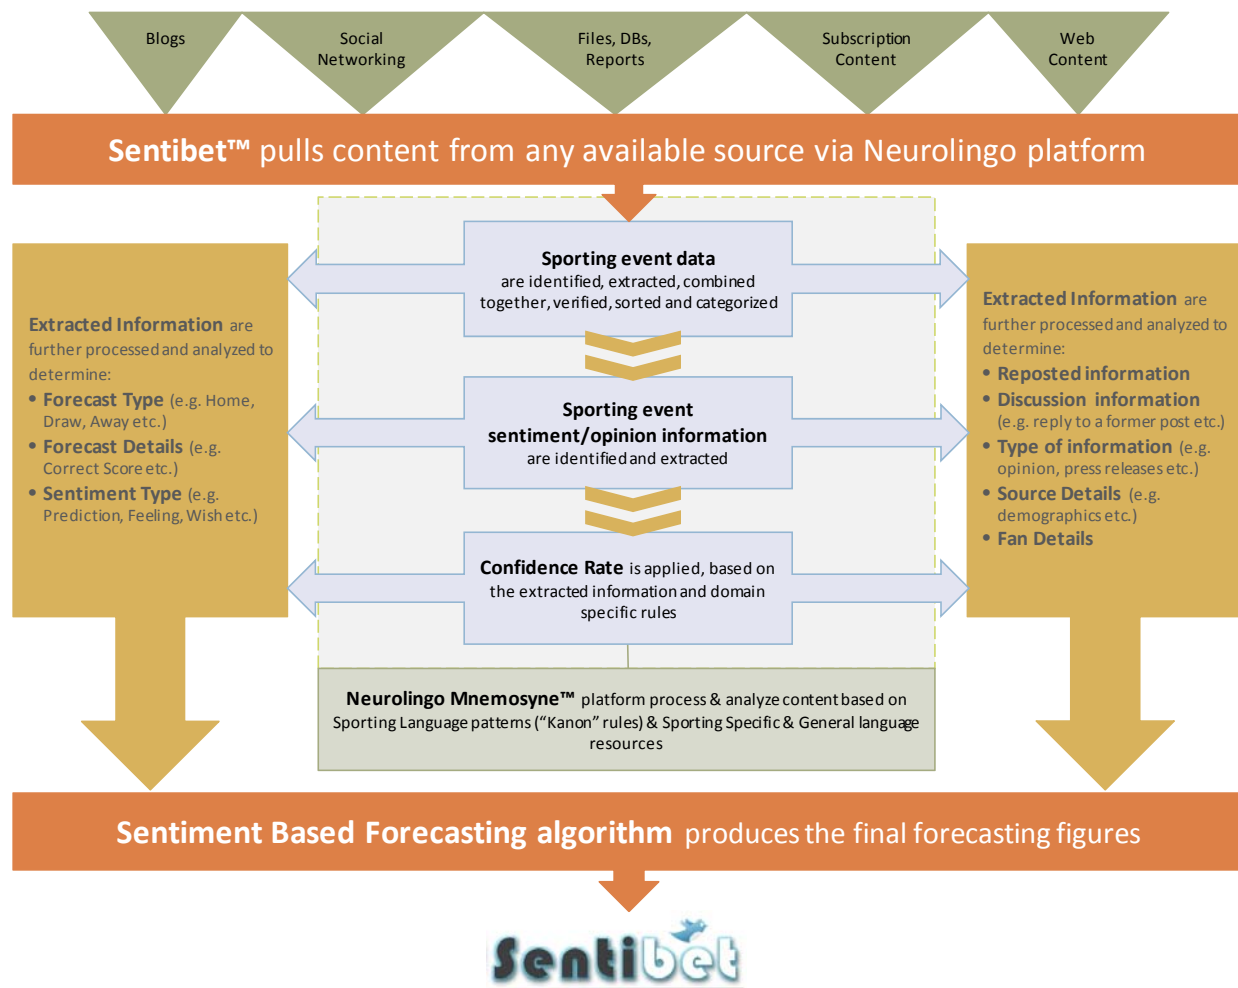 Blogs
Social
Networking
Files, DBs,
Reports
Subscription
Content
Web
Content
Sentibet™ pulls content from any available source via Neurolingo platform
Sporting event data
are identified, extracted, combined
together, verified, sorted and categorized
Extracted Information are
further processed and analyzed to
determine:
• Forecast Type (e.g. Home,
Draw, Away etc.)
• Forecast Details (e.g.
Correct Score etc.)
• Sentiment Type (e.g.
Prediction, Feeling, Wish etc.)
Sporting event
sentiment/opinion information
are identified and extracted
Extracted Information are
further processed and analyzed to
determine:
• Reposted information
• Discussion information
(e.g. reply to a former post etc.)
• Type of information (e.g.
opinion, press releases etc.)
• Source Details (e.g.
demographics etc.)
• Fan Details
Confidence Rate is applied, based on
the extracted information and domain
specific rules
Neurolingo Mnemosyne™ platform process & analyze content based on
Sporting Language patterns (“Kanon” rules) & Sporting Specific & General language
resources
Sentiment Based Forecasting algorithm produces the final forecasting figures
Sentibet